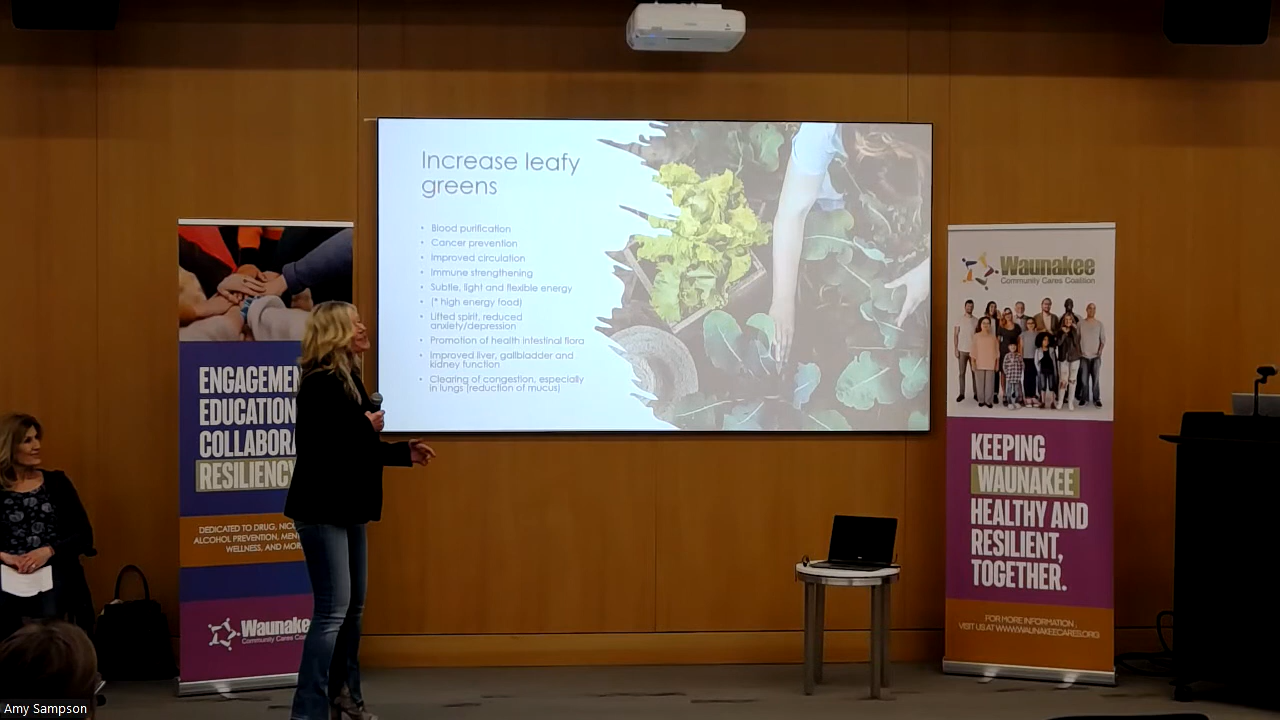 Increase leafy
greens
• Blood purification
• Cancer prevention
• Improved circulation
• Immune strengthening
• Subtle, light and flexible energy
• (* high energy food)
• Lifted spirit, reduced
anxiety/depression
• Promotion of health intestinal flora
• Improved liver, gallbladder and
kidney function
• Clearing of congestion, especially
in lungs (reduction of mucus)
ENGAGEMEN
EDUCATION
COLLABORA
RESILIENCY
DEDICATED TO DRUG, NICO
ALCOHOL PREVENTION, MEN
WELLNESS, AND MOR
Waunake
Community Cares Coa
Waunakee
Community Cares Coalition
KEEPING
WAUNAKEE
HEALTHY AND
RESILIENT,
TOGETHER.
FOR MORE INFORMATION
VISIT US AT WWW.WAUNAKEECARES.ORG
Amy Sampson